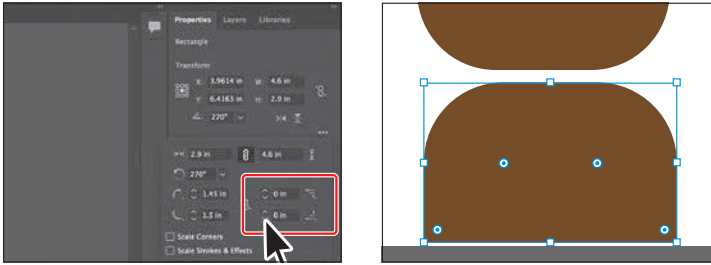 Properties Layers Libraries
Rectangle
Transform
X: 3.9614 in W: 4.6 in
Y: 6.4163 in H: 2.9 in
270°
2.9 in 4.6 in
270°
1.45 in 0 in
1.5 in 0 in
Scale Corners
Scale Strokes & Effects